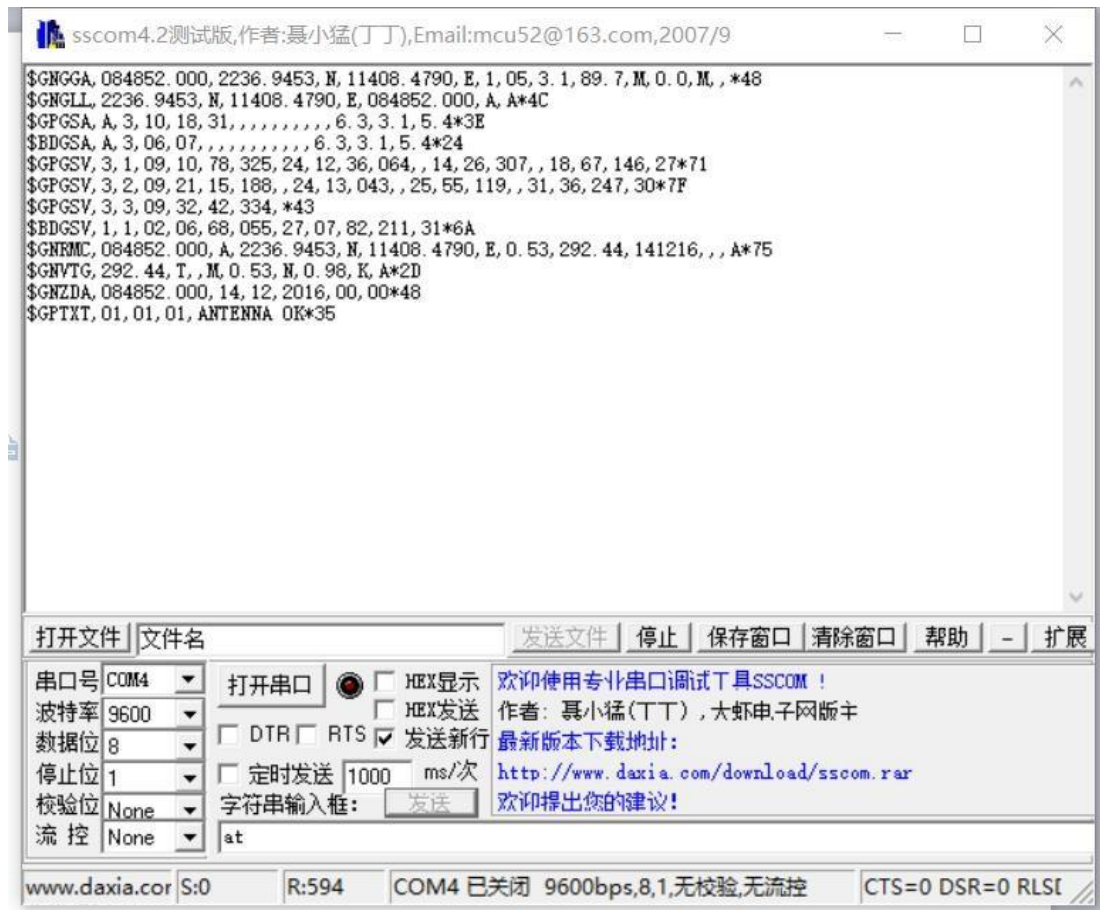 sscom4.2测试版,作者:聂小猛(丁丁),Email:mcu52@163.com,2007/9
$GNGGA,084852.000,2236.9453,N,11408.4790,E,1,05,3.1,89.7,M,0.0,M,,*48
$GNGLL,2236.9453,N,11408.4790,E,084852.000,A,A*4C
$GPGSA,A,3,10,18,31,,,,,,,,,,6.3,3.1,5.4*3E
$BDGSA,A,3,06,07,,,,,,,,,,,6.3,3.1,5.4*24
$GPGSV,3,1,09,10,78,325,24,12,36,064,,14,26,307,,18,67,146,27*71
$GPGSV,3,2,09,21,15,188,,24,13,043,,25,55,119,,31,36,247,30*7F
$GPGSV,3,3,09,32,42,334,*43
$BDGSV,1,1,02,06,68,055,27,07,82,211,31*6A
$GNRMC,084852.000,A,2236.9453,N,11408.4790,E,0.53,292.44,141216,,,A*75
$GNVTG,292.44,T,,M,0.53,N,0.98,K,A*2D
$GNZDA,084852.000,14,12,2016,00,00*48
$GPTXT,01,01,01,ANTENNA OK*35
打开文件 文件名 发送文件 停止 保存窗口 清除窗口 帮助 - 扩展
串口号 COM4 打开串口 HEX显示 欢迎使用专业串口调试工具SSCOM !
波特率 9600 HEX发送 作者: 聂小猛(丁丁) ,大虾电子网版主
数据位 8 DTR RTS 发送新行 最新版本下载地址:
停止位 1 定时发送 1000 ms/次 http://www.daxia.com/download/sscom.rar
校验位 None 字符串输入框: 发送 欢迎提出您的建议!
流 控 None at
www.daxia.cor S:0 R:594 COM4 已关闭 9600bps,8,1,无校验,无流控 CTS=0 DSR=0 RLSI